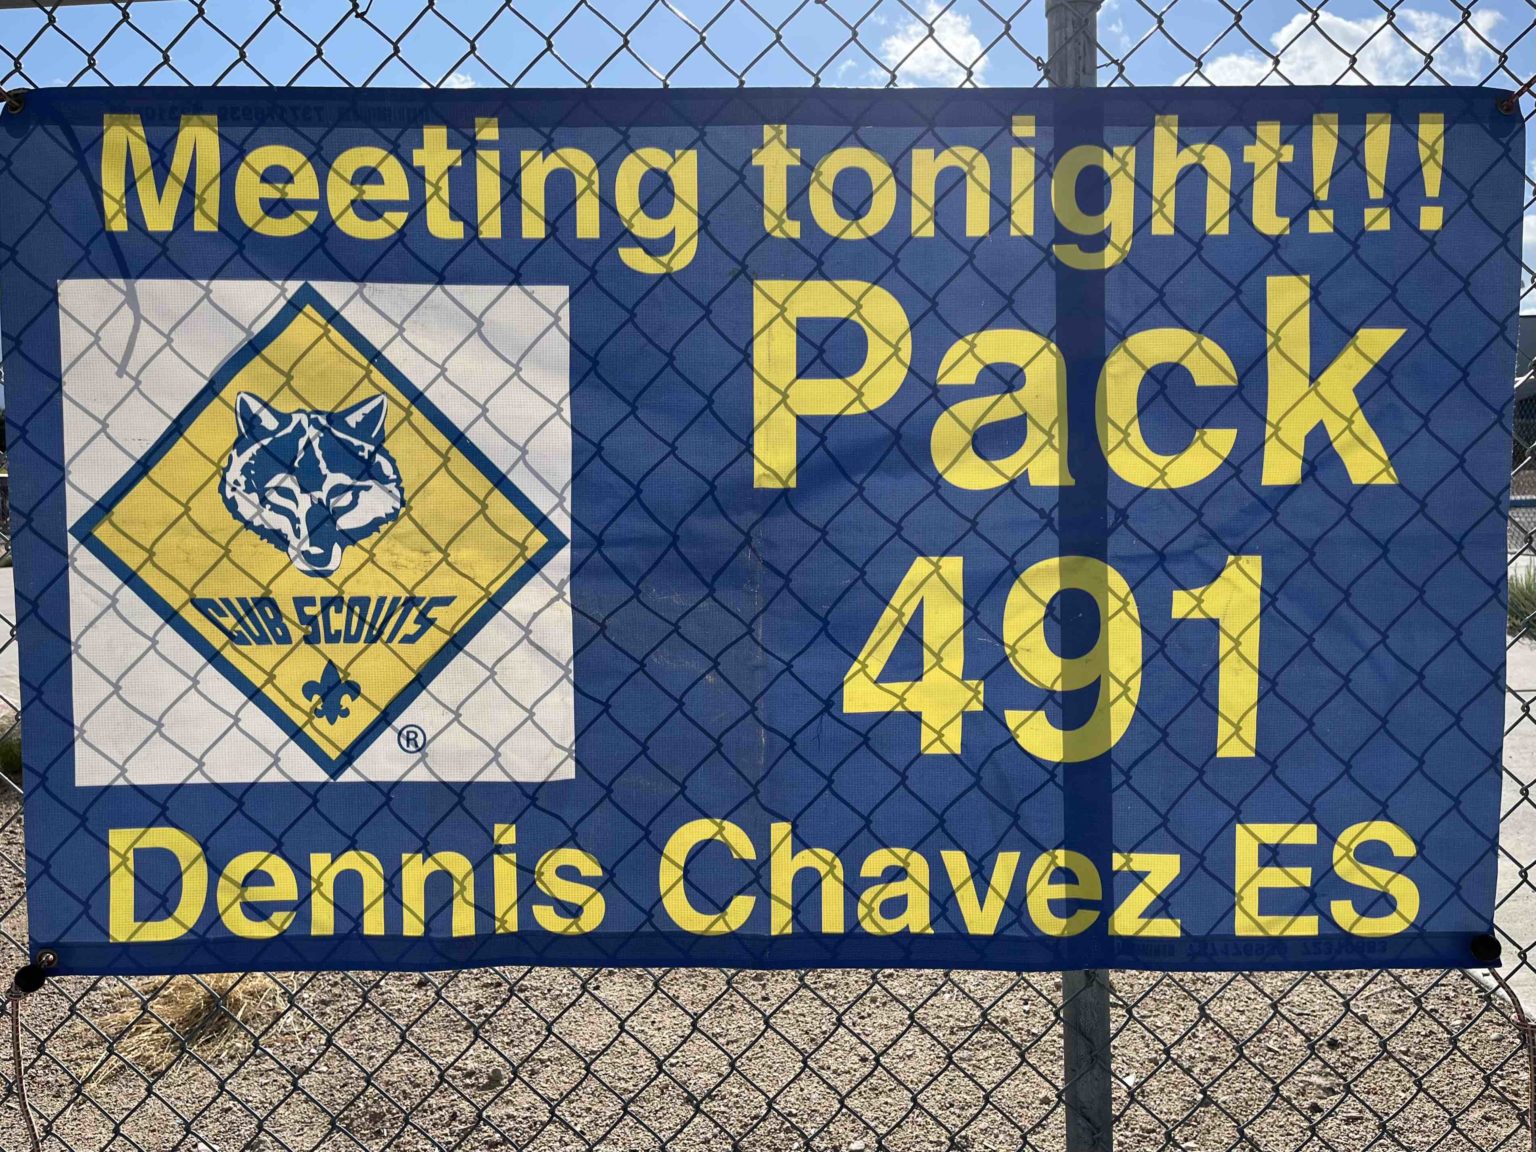 Meeting tonight!!!
Pack
491
CUB SCOUTS
®
Dennis Chavez ES